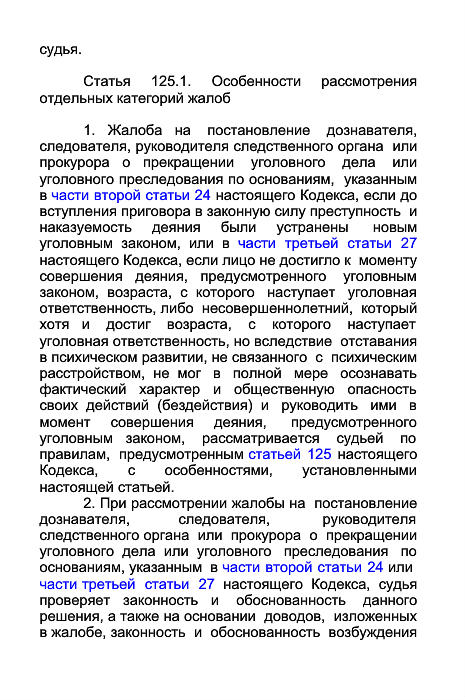 судья.
Статья 125.1. Особенности рассмотрения
отдельных категорий жалоб
1. Жалоба на постановление дознавателя,
следователя, руководителя следственного органа или
прокурора о прекращении уголовного дела или
уголовного преследования по основаниям, указанным
в части второй статьи 24 настоящего Кодекса, если до
вступления приговора в законную силу преступность и
наказуемость деяния были устранены новым
уголовным законом, или в части третьей статьи 27
настоящего Кодекса, если лицо не достигло к моменту
совершения деяния, предусмотренного уголовным
законом, возраста, с которого наступает уголовная
ответственность, либо несовершеннолетний, который
хотя и достиг возраста, с которого наступает
уголовная ответственность, но вследствие отставания
в психическом развитии, не связанного с психическим
расстройством, не мог в полной мере осознавать
фактический характер и общественную опасность
своих действий (бездействия) и руководить ими в
момент совершения деяния, предусмотренного
уголовным законом, рассматривается судьей по
правилам, предусмотренным статьей 125 настоящего
Кодекса, с особенностями, установленными
настоящей статьей.
2. При рассмотрении жалобы на постановление
дознавателя, следователя, руководителя
следственного органа или прокурора о прекращении
уголовного дела или уголовного преследования по
основаниям, указанным в части второй статьи 24 или
части третьей статьи 27 настоящего Кодекса, судья
проверяет законность и обоснованность данного
решения, а также на основании доводов, изложенных
в жалобе, законность и обоснованность возбуждения